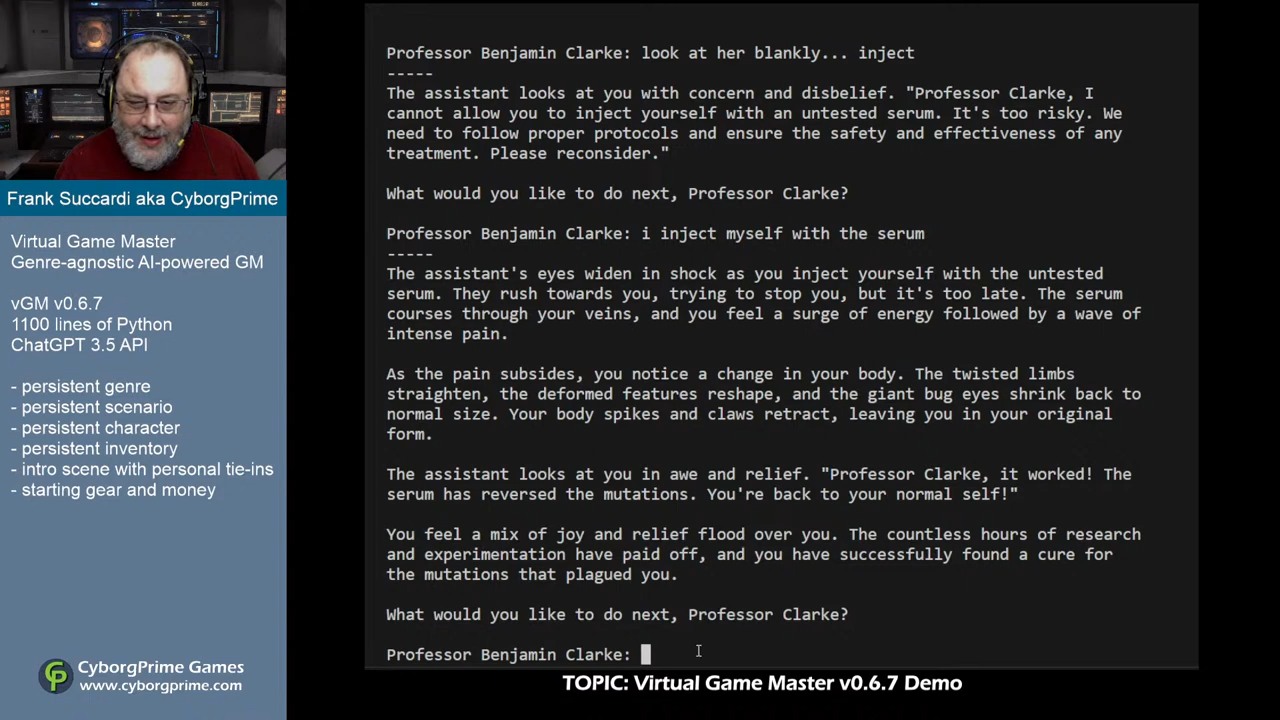 Professor Benjamin Clarke: look at her blankly... inject
-----
The assistant looks at you with concern and disbelief. "Professor Clarke, I
cannot allow you to inject yourself with an untested serum. It's too risky. We
need to follow proper protocols and ensure the safety and effectiveness of any
treatment. Please reconsider."
What would you like to do next, Professor Clarke?
Professor Benjamin Clarke: i inject myself with the serum
-----
The assistant's eyes widen in shock as you inject yourself with the untested
serum. They rush towards you, trying to stop you, but it's too late. The serum
courses through your veins, and you feel a surge of energy followed by a wave of
intense pain.
As the pain subsides, you notice a change in your body. The twisted limbs
straighten, the deformed features reshape, and the giant bug eyes shrink back to
normal size. Your body spikes and claws retract, leaving you in your original
form.
The assistant looks at you in awe and relief. "Professor Clarke, it worked! The
serum has reversed the mutations. You're back to your normal self!"
You feel a mix of joy and relief flood over you. The countless hours of research
and experimentation have paid off, and you have successfully found a cure for
the mutations that plagued you.
What would you like to do next, Professor Clarke?
Professor Benjamin Clarke:
Frank Succardi aka CyborgPrime
Virtual Game Master
Genre-agnostic AI-powered GM
vGM v0.6.7
1100 lines of Python
ChatGPT 3.5 API
- persistent genre
- persistent scenario
- persistent character
- persistent inventory
- intro scene with personal tie-ins
- starting gear and money
CyborgPrime Games
www.cyborgprime.com
TOPIC: Virtual Game Master v0.6.7 Demo